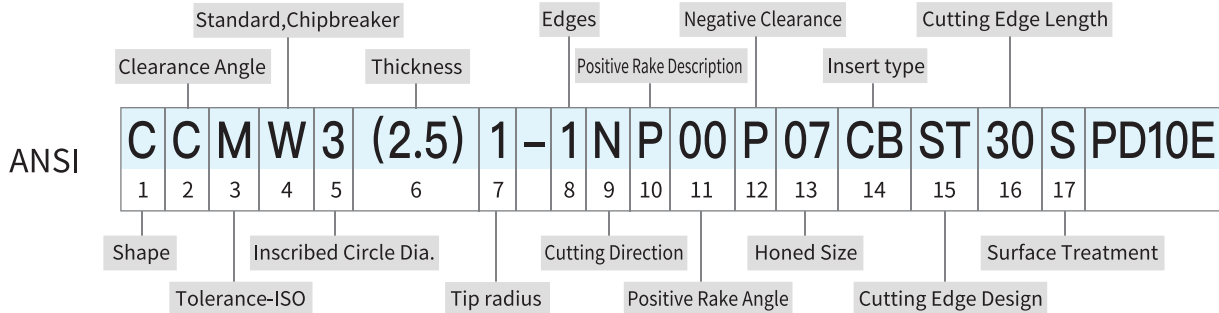 Standard,Chipbreaker Edges Negative Clearance Cutting Edge Length
Clearance Angle Thickness Positive Rake Description Insert type
ANSI C C M W 3 (2.5) 1 - 1 N P 00 P 07 CB ST 30 S PD10E
1 2 3 4 5 6 7 8 9 10 11 12 13 14 15 16 17
Shape Inscribed Circle Dia. Cutting Direction Honed Size Surface Treatment
Tolerance-ISO Tip radius Positive Rake Angle Cutting Edge Design